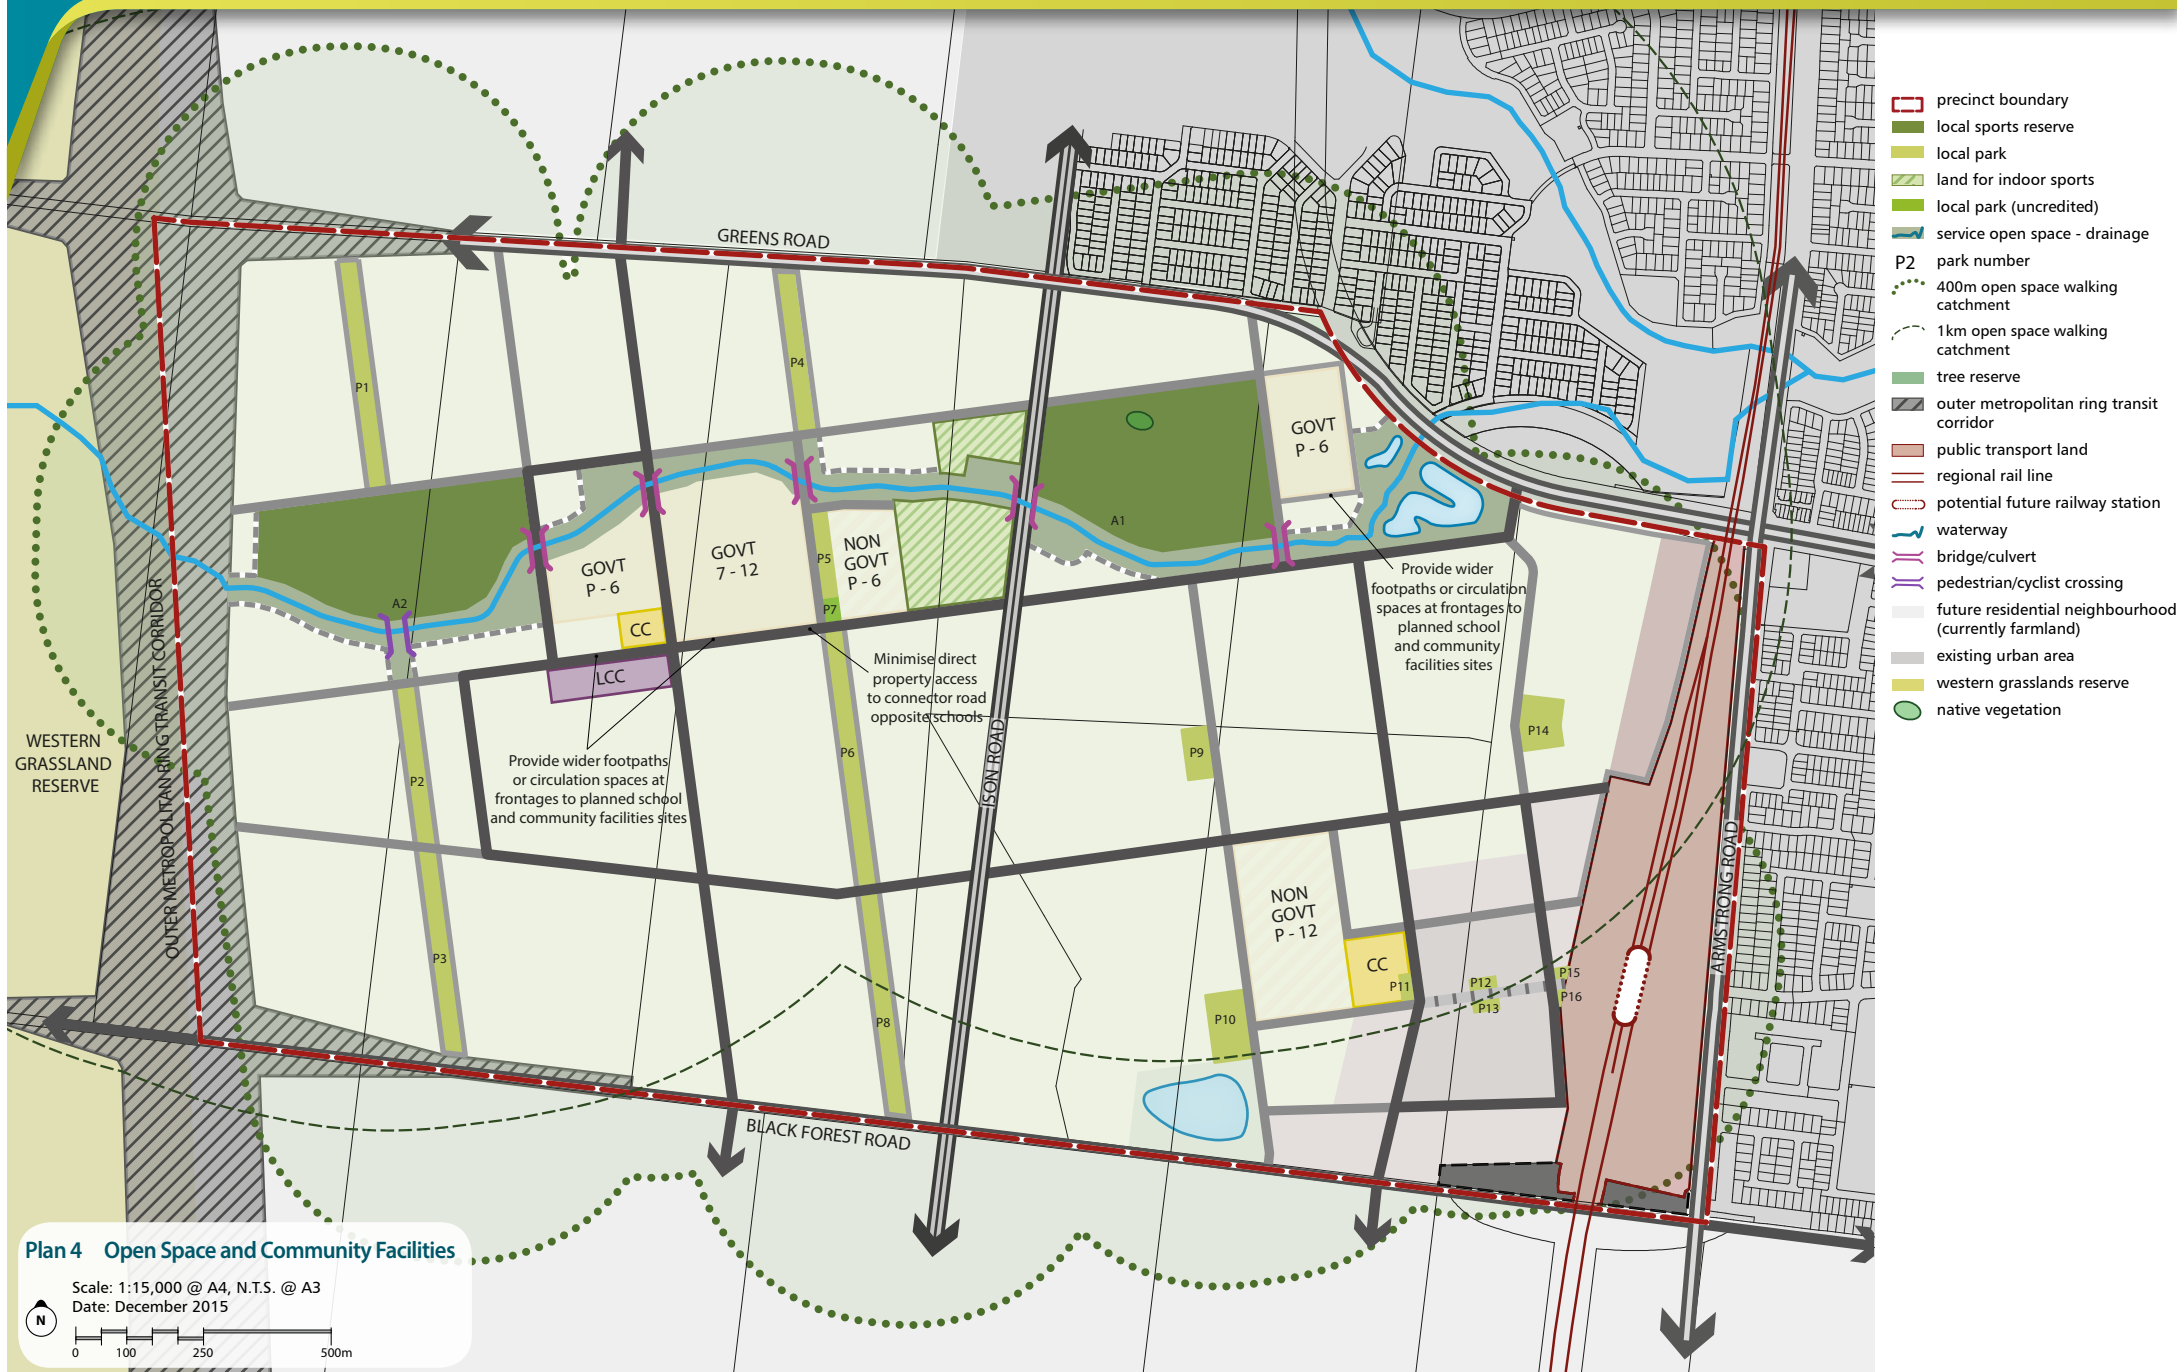 GREENS ROAD
P1
P4
GOVT
P - 6
A1
GOVT
7 - 12
P5
NON
GOVT
P - 6
GOVT
P - 6
A2
P7
CC
LCC
Provide wider
footpaths or circulation
spaces at frontages to
planned school
and community
facilities sites
Minimise direct
property access
to connector road
opposite schools
Provide wider footpaths
or circulation spaces at
frontages to planned school
and community facilities sites
WESTERN
GRASSLAND
RESERVE
OUTER METROPOLITAN RING TRANSIT CORRIDOR
P2
P6
P9
P14
ISON ROAD
ARMSTRONG ROAD
NON
GOVT
P - 12
CC
P3
P8
P10
P11
P12
P13
P15
P16
BLACK FOREST ROAD
Plan 4 Open Space and Community Facilities
Scale: 1:15,000 @ A4, N.T.S. @ A3
Date: December 2015
N
0 100 250 500m
precinct boundary
local sports reserve
local park
land for indoor sports
local park (uncredited)
service open space - drainage
P2 park number
400m open space walking
catchment
1km open space walking
catchment
tree reserve
outer metropolitan ring transit
corridor
public transport land
regional rail line
potential future railway station
waterway
bridge/culvert
pedestrian/cyclist crossing
future residential neighbourhood
(currently farmland)
existing urban area
western grasslands reserve
native vegetation